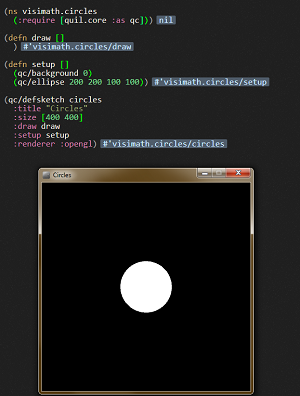 (ns visimath.circles
(:require [quil.core :as qc])) nil
(defn draw []
) #'visimath.circles/draw
(defn setup []
(qc/background 0)
(qc/ellipse 200 200 100 100)) #'visimath.circles/setup
(qc/defsketch circles
:title "Circles"
:size [400 400]
:draw draw
:setup setup
:renderer :opengl) #'visimath.circles/circles
Circles